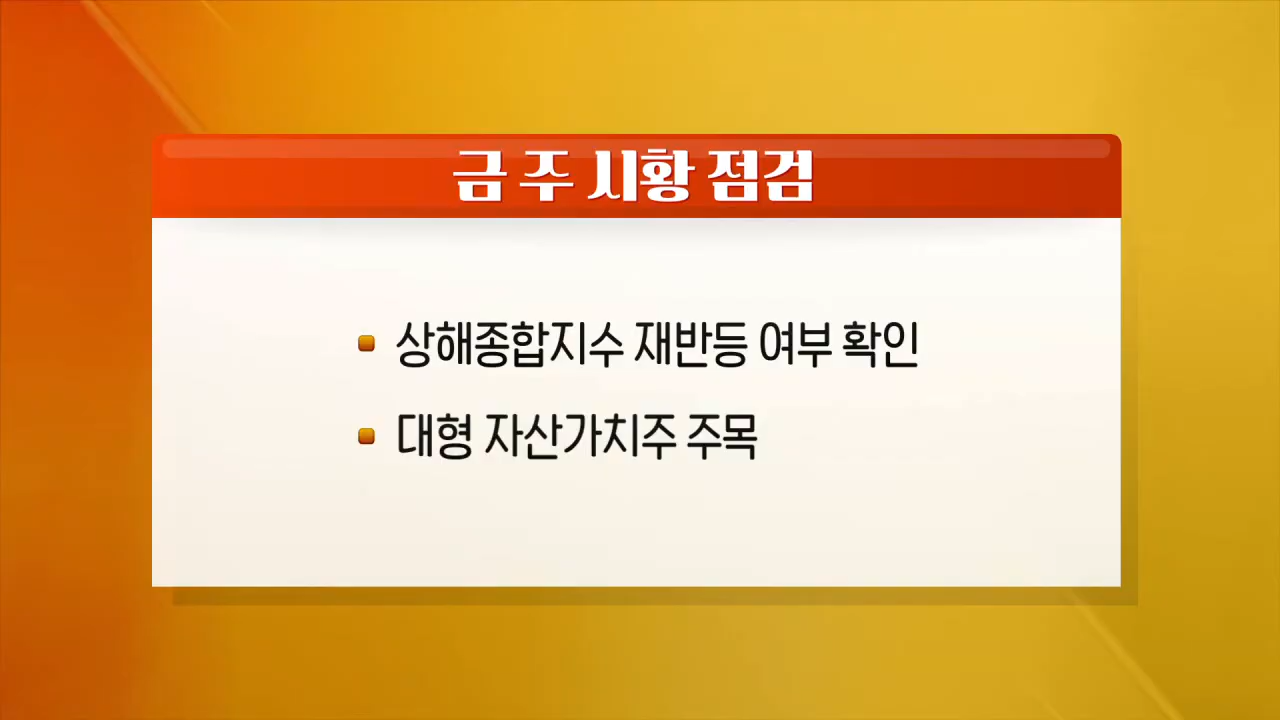 금주 시황 점검
상해종합지수 재반등 여부 확인
대형 자산가치주 주목